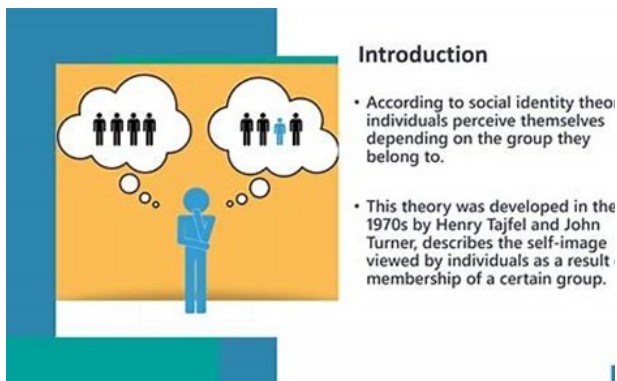 Introduction
• According to social identity theor
individuals perceive themselves
depending on the group they
belong to.
• This theory was developed in the
1970s by Henry Tajfel and John
Turner, describes the self-image
viewed by individuals as a result
membership of a certain group.